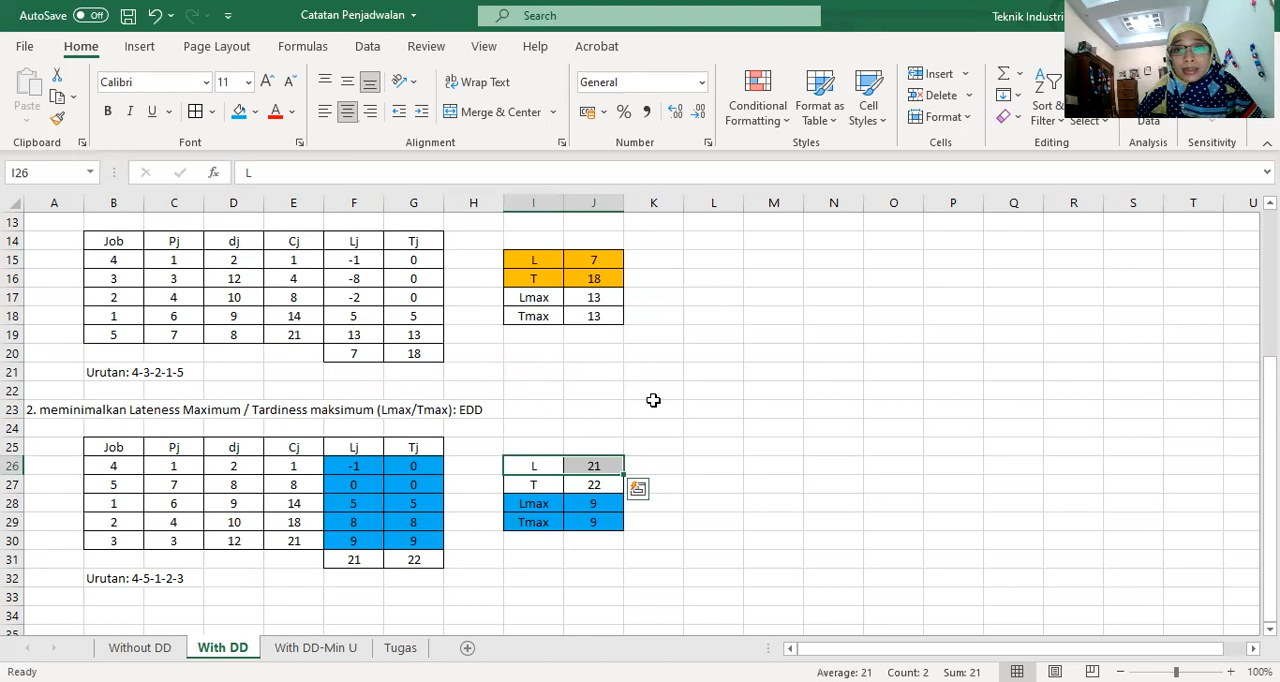 AutoSave Off Catatan Penjadwalan Search Teknik Industri
File Home Insert Page Layout Formulas Data Review View Help Acrobat
Paste Calibri 11 A A Wrap Text General Insert
B I U A Merge & Center % Conditional Formatting Format as Table Cell Styles Delete Format Sort & Filter Select Data
Clipboard Font Alignment Number Styles Cells Editing Analysis Sensitivity
I26 fx L
A B C D E F G H I J K L M N O P Q R S T U
13
14 Job Pj dj Cj Lj Tj
15 4 1 2 1 -1 0 L 7
16 3 3 12 4 -8 0 T 18
17 2 4 10 8 -2 0 Lmax 13
18 1 6 9 14 5 5 Tmax 13
19 5 7 8 21 13 13
20 7 18
21 Urutan: 4-3-2-1-5
22
23 2. meminimalkan Lateness Maximum / Tardiness maksimum (Lmax/Tmax): EDD
24
25 Job Pj dj Cj Lj Tj
26 4 1 2 1 -1 0 L 21
27 5 7 8 8 0 0 T 22
28 1 6 9 14 5 5 Lmax 9
29 2 4 10 18 8 8 Tmax 9
30 3 3 12 21 9 9
31 21 22
32 Urutan: 4-5-1-2-3
33
34
35
Without DD With DD With DD-Min U Tugas
Ready Average: 21 Count: 2 Sum: 21 100%